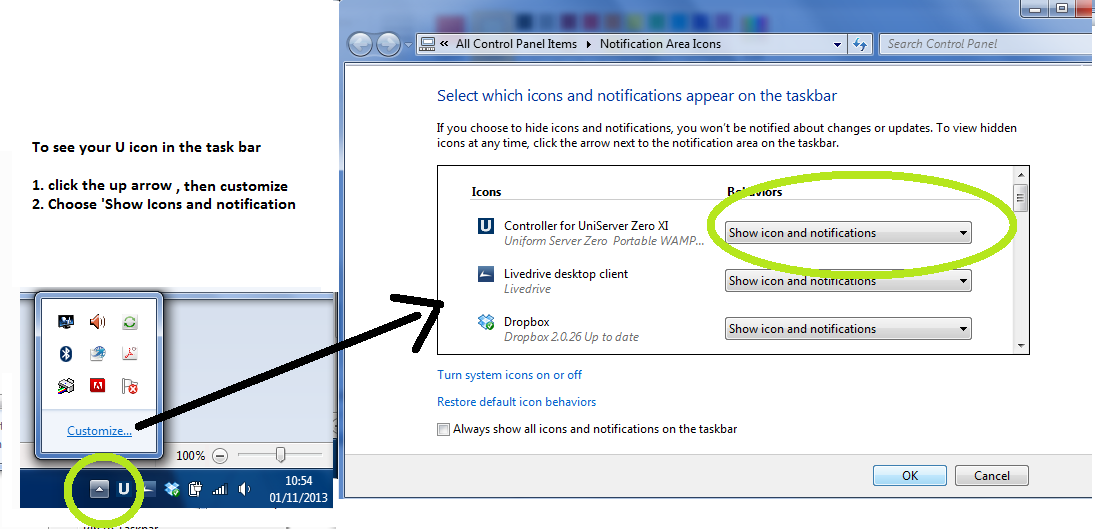 To see your U icon in the task bar
1. click the up arrow , then customize
2. Choose 'Show Icons and notification
Customize...
100%
U
10:54
01/11/2013
« All Control Panel Items
Notification Area Icons
Search Control Panel
Select which icons and notifications appear on the taskbar
If you choose to hide icons and notifications, you won't be notified about changes or updates. To view hidden
icons at any time, click the arrow next to the notification area on the taskbar.
Icons
Behaviors
U
Controller for UniServer Zero XI
Show icon and notifications
Uniform Server Zero Portable WAMP...
Livedrive desktop client
Show icon and notifications
Livedrive
Dropbox
Show icon and notifications
Dropbox 2.0.26 Up to date
Turn system icons on or off
Restore default icon behaviors
Always show all icons and notifications on the taskbar
OK
Cancel